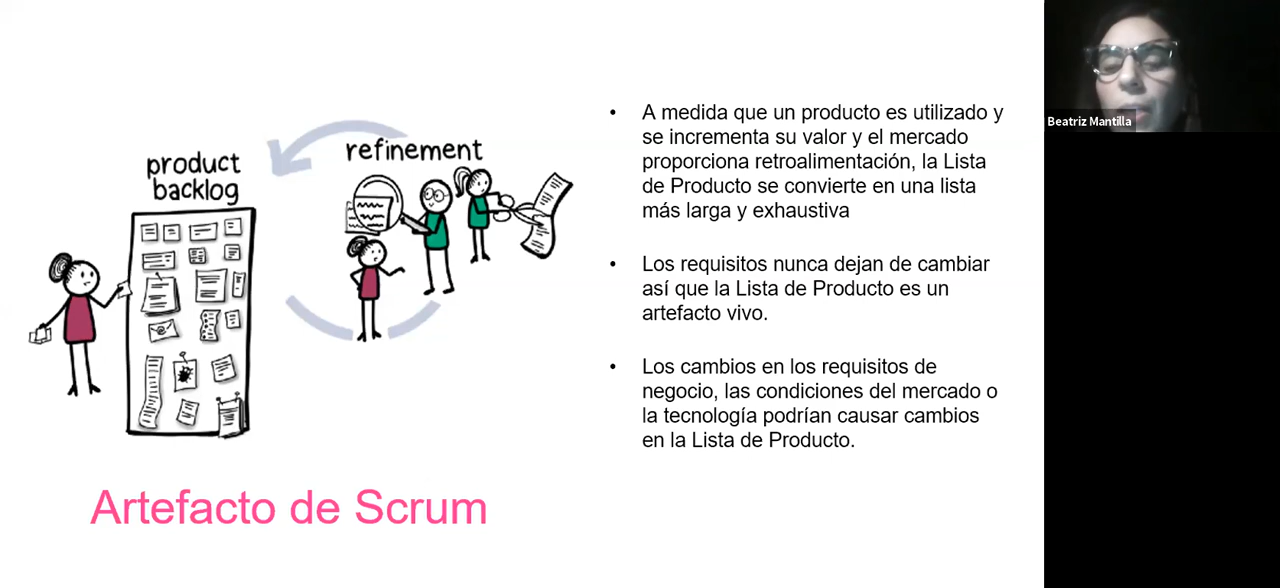 product
backlog
refinement
• A medida que un producto es utilizado y
se incrementa su valor y el mercado
proporciona retroalimentación, la Lista
de Producto se convierte en una lista
más larga y exhaustiva
• Los requisitos nunca dejan de cambiar
así que la Lista de Producto es un
artefacto vivo.
• Los cambios en los requisitos de
negocio, las condiciones del mercado o
la tecnología podrían causar cambios
en la Lista de Producto.
Artefacto de Scrum
Beatriz Mantilla